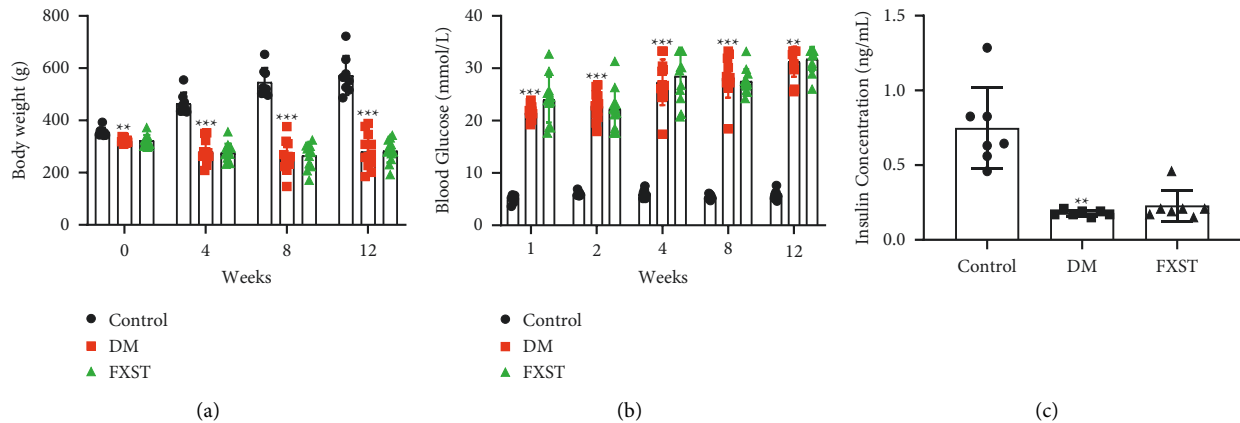 800
600
400
200
0
Body weight (g)
**
***
***
***
0 4 8 12
Weeks
Control
DM
FXST
(a)
40
30
20
10
0
Blood Glucose (mmol/L)
***
***
***
***
**
1 2 4 8 12
Weeks
Control
DM
FXST
(b)
1.5
1.0
0.5
0.0
Insulin Concentration (ng/mL)
**
Control DM FXST
(c)